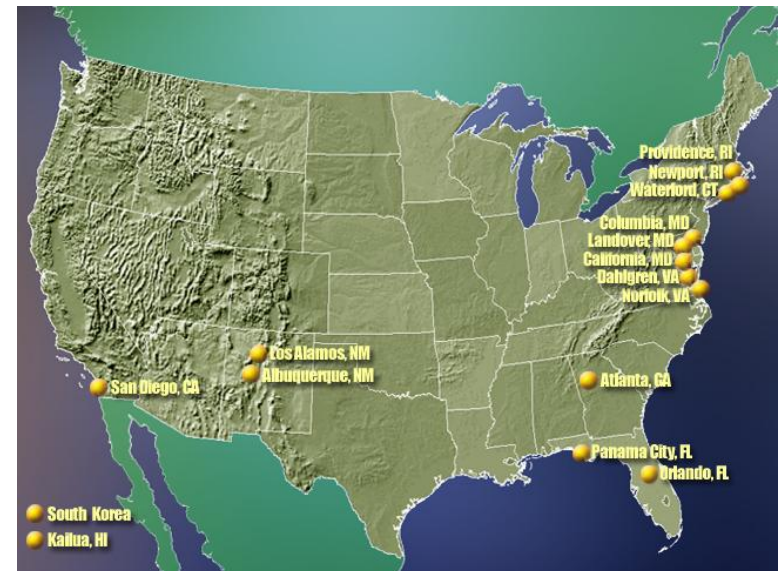 Providence, RI
Newport, RI
Waterford, CT
Columbia, MD
Landover, MD
California, MD
Dahlgren, VA
Norfolk, VA
Los Alamos, NM
Albuquerque, NM
San Diego, CA
Atlanta, GA
Panama City, FL
Orlando, FL
South Korea
Kailua, HI